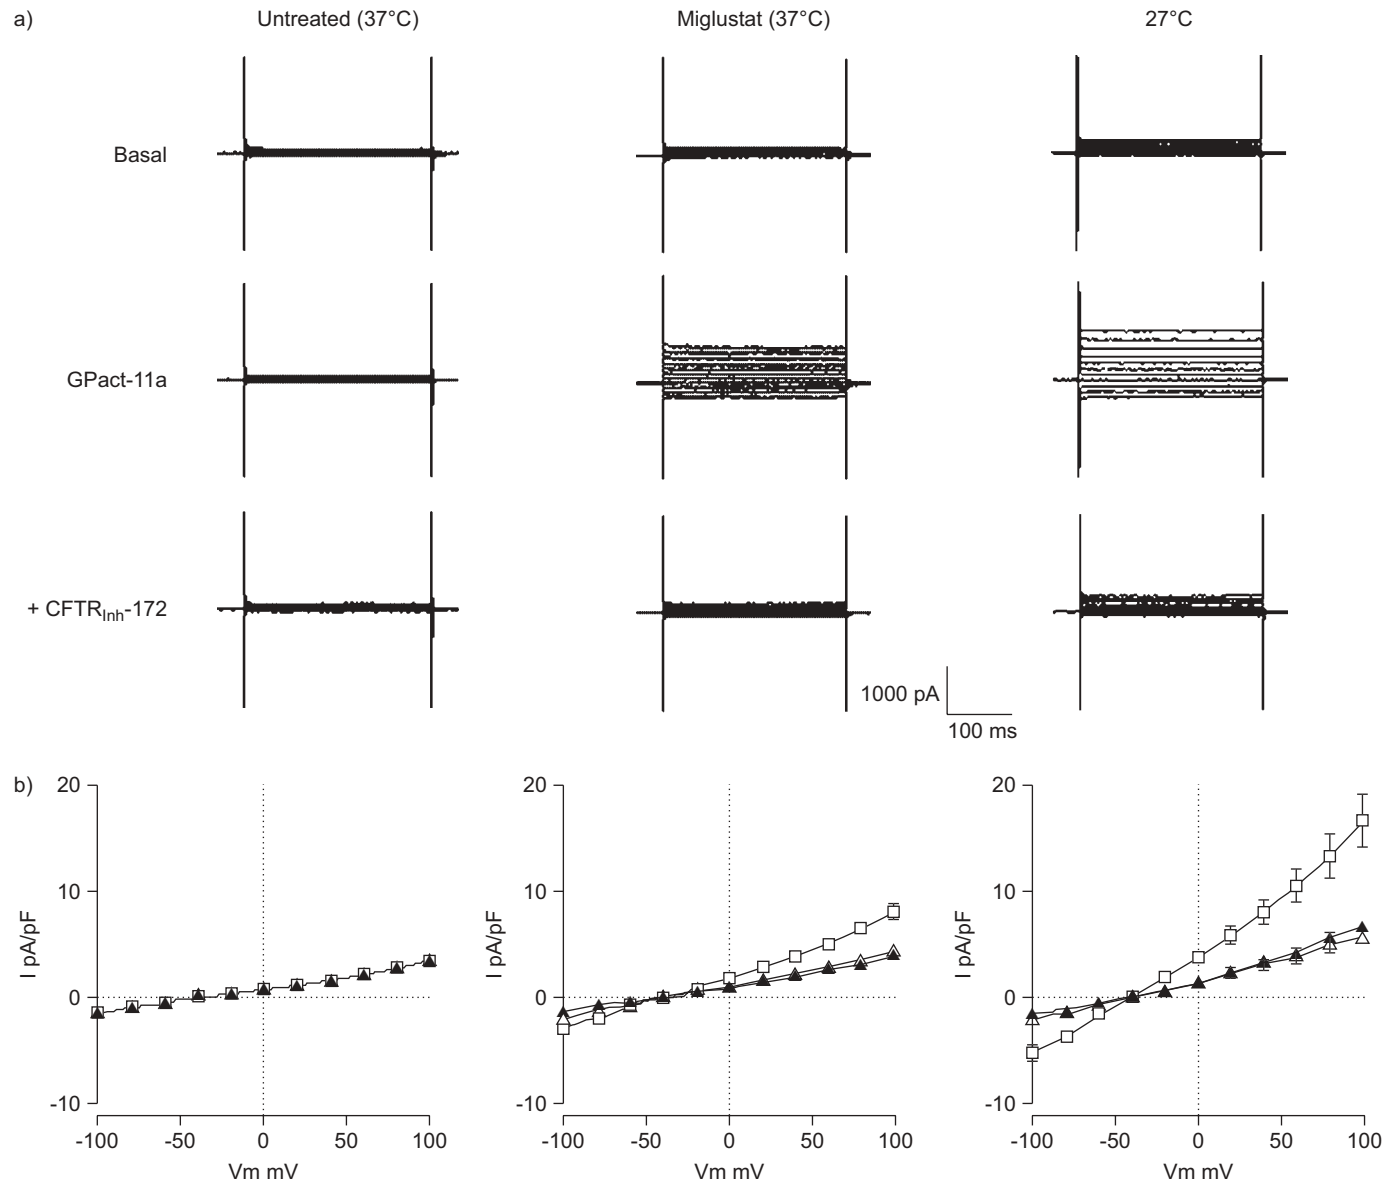 a) Untreated (37°C) Miglustat (37°C) 27°C
Basal
GPact-11a
+ CFTR_Inh-172
1000 pA
100 ms
b) 20 20 20
10 10 10
I pA/pF I pA/pF I pA/pF
0 0 0
-10 -10 -10
-100 -50 0 50 100 -100 -50 0 50 100 -100 -50 0 50 100
Vm mV Vm mV Vm mV